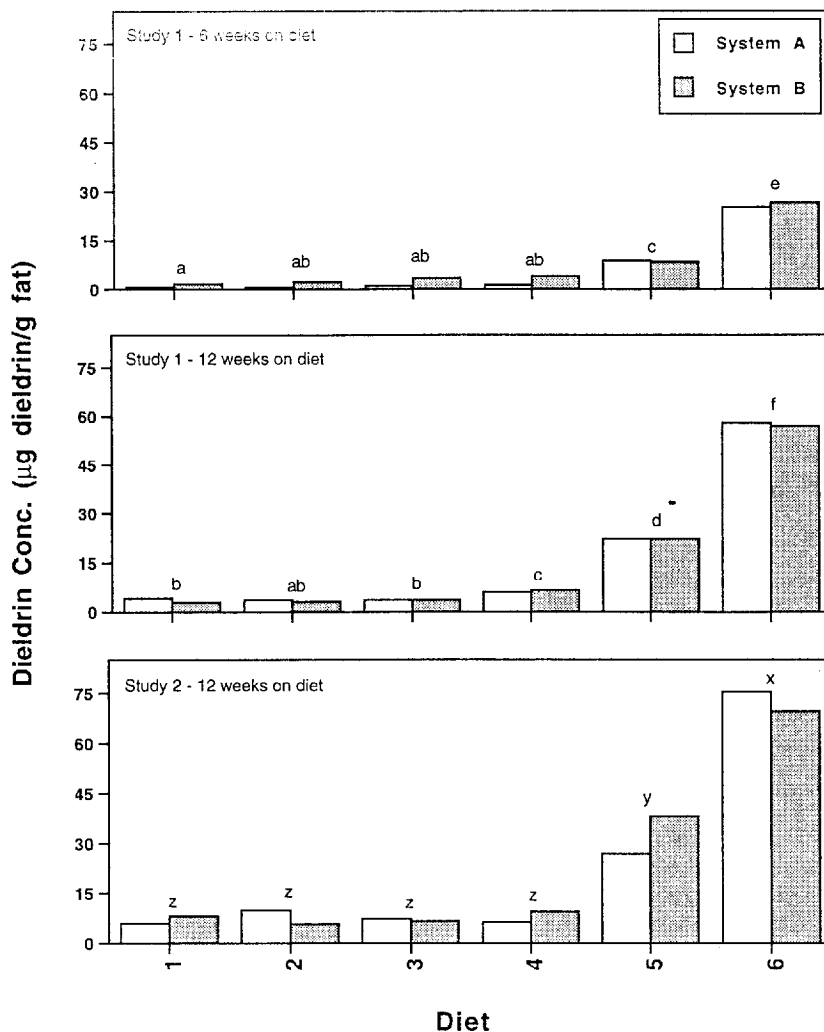 Dieldrin Conc. (µg dieldrin/g fat)
Study 1 - 6 weeks on diet
System A
System B
75
60
45
30
15
0
a
ab
ab
ab
c
e
Study 1 - 12 weeks on diet
75
60
45
30
15
0
b
ab
b
c
d
f
Study 2 - 12 weeks on diet
75
60
45
30
15
0
z
z
z
z
y
x
1
2
3
4
5
6
Diet